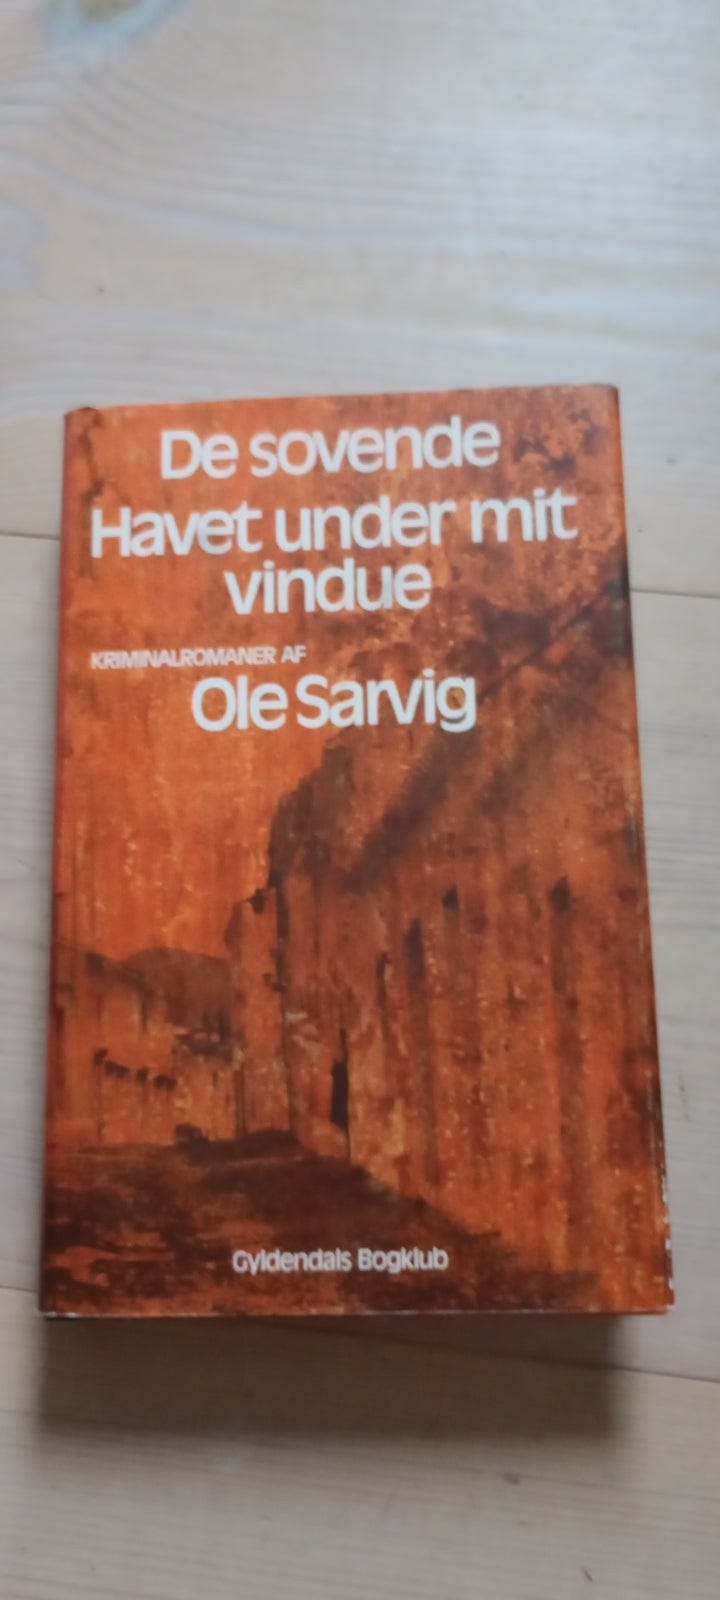 De sovende
Havet under mit
vindue
KRIMINALROMANER AF
Ole Sarvig
Gyldendals Bogklub